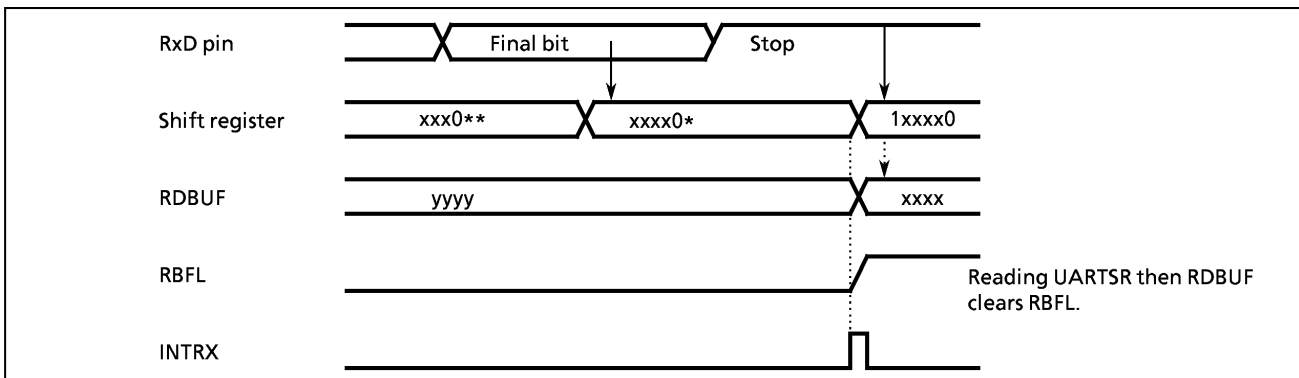 RxD pin Final bit Stop
Shift register xxx0** xxxx0* 1xxxx0
RDBUF yyyy xxxx
RBFL
Reading UARTSR then RDBUF
clears RBFL.
INTRX